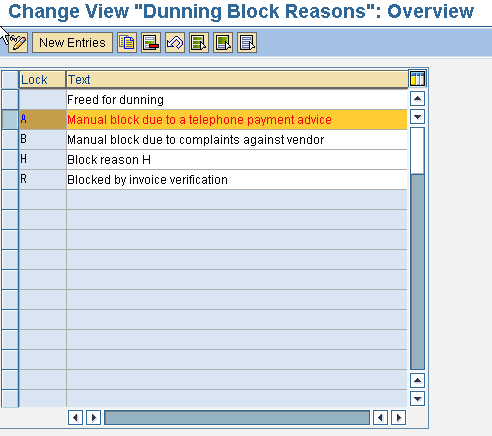 Change View "Dunning Block Reasons": Overview
New Entries
Lock Text
Freed for dunning
A Manual block due to a telephone payment advice
B Manual block due to complaints against vendor
H Block reason H
R Blocked by invoice verification